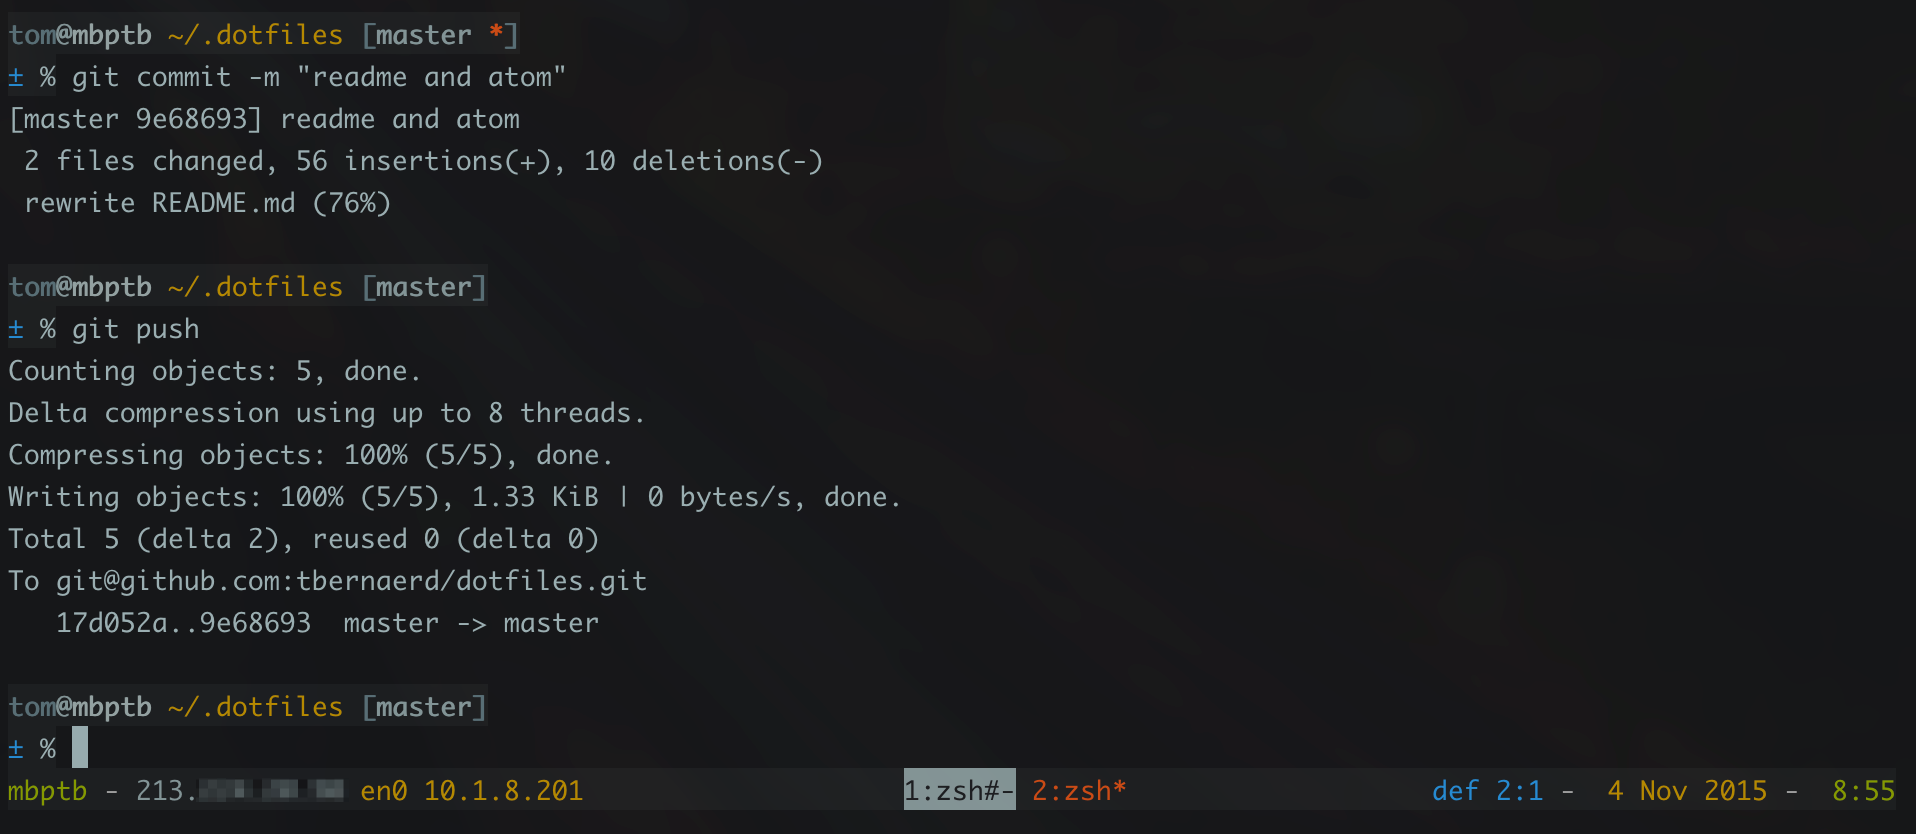 tom@mbptb ~/.dotfiles [master *]
± % git commit -m "readme and atom"
[master 9e68693] readme and atom
 2 files changed, 56 insertions(+), 10 deletions(-)
 rewrite README.md (76%)

tom@mbptb ~/.dotfiles [master]
± % git push
Counting objects: 5, done.
Delta compression using up to 8 threads.
Compressing objects: 100% (5/5), done.
Writing objects: 100% (5/5), 1.33 KiB | 0 bytes/s, done.
Total 5 (delta 2), reused 0 (delta 0)
To git@github.com:tbernaerd/dotfiles.git
   17d052a..9e68693  master -> master

tom@mbptb ~/.dotfiles [master]
± %
mbptb - 213. en0 10.1.8.201 1:zsh#- 2:zsh* def 2:1 - 4 Nov 2015 - 8:55